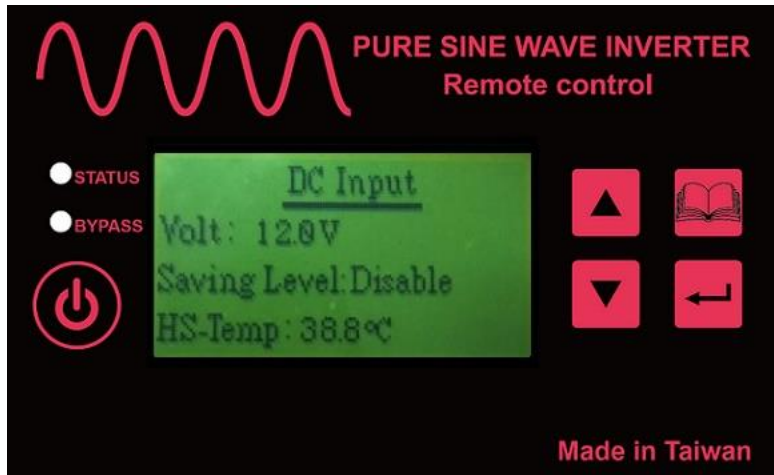 PURE SINE WAVE INVERTER
Remote control
STATUS
BYPASS
DC Input
Volt: 12.0V
Saving Level:Disable
HS-Temp:38.8°C
Made in Taiwan